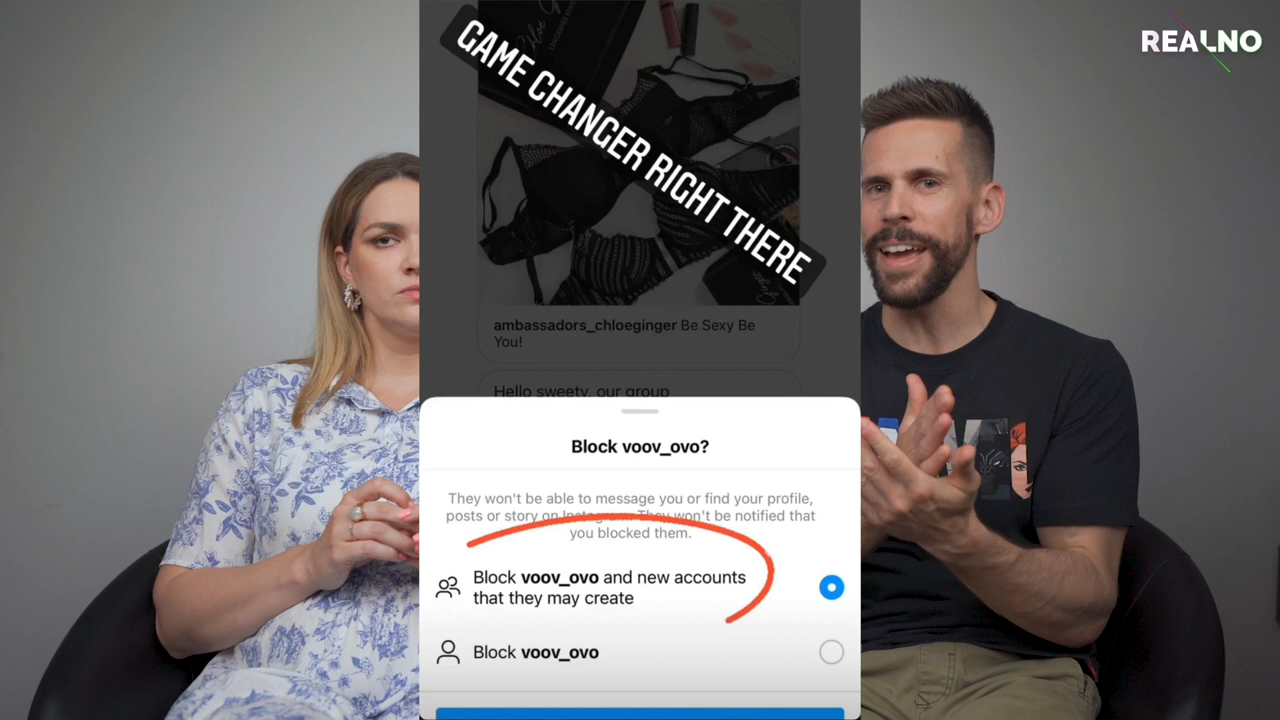 REALNO
GAME CHANGER RIGHT THERE
ambassadors_chloeginger Be Sexy Be
You!
Hello sweety, our group
Block voov_ovo?
They won't be able to message you or find your profile,
posts or story on Instagram. They won't be notified that
you blocked them.
Block voov_ovo and new accounts
that they may create
Block voov_ovo